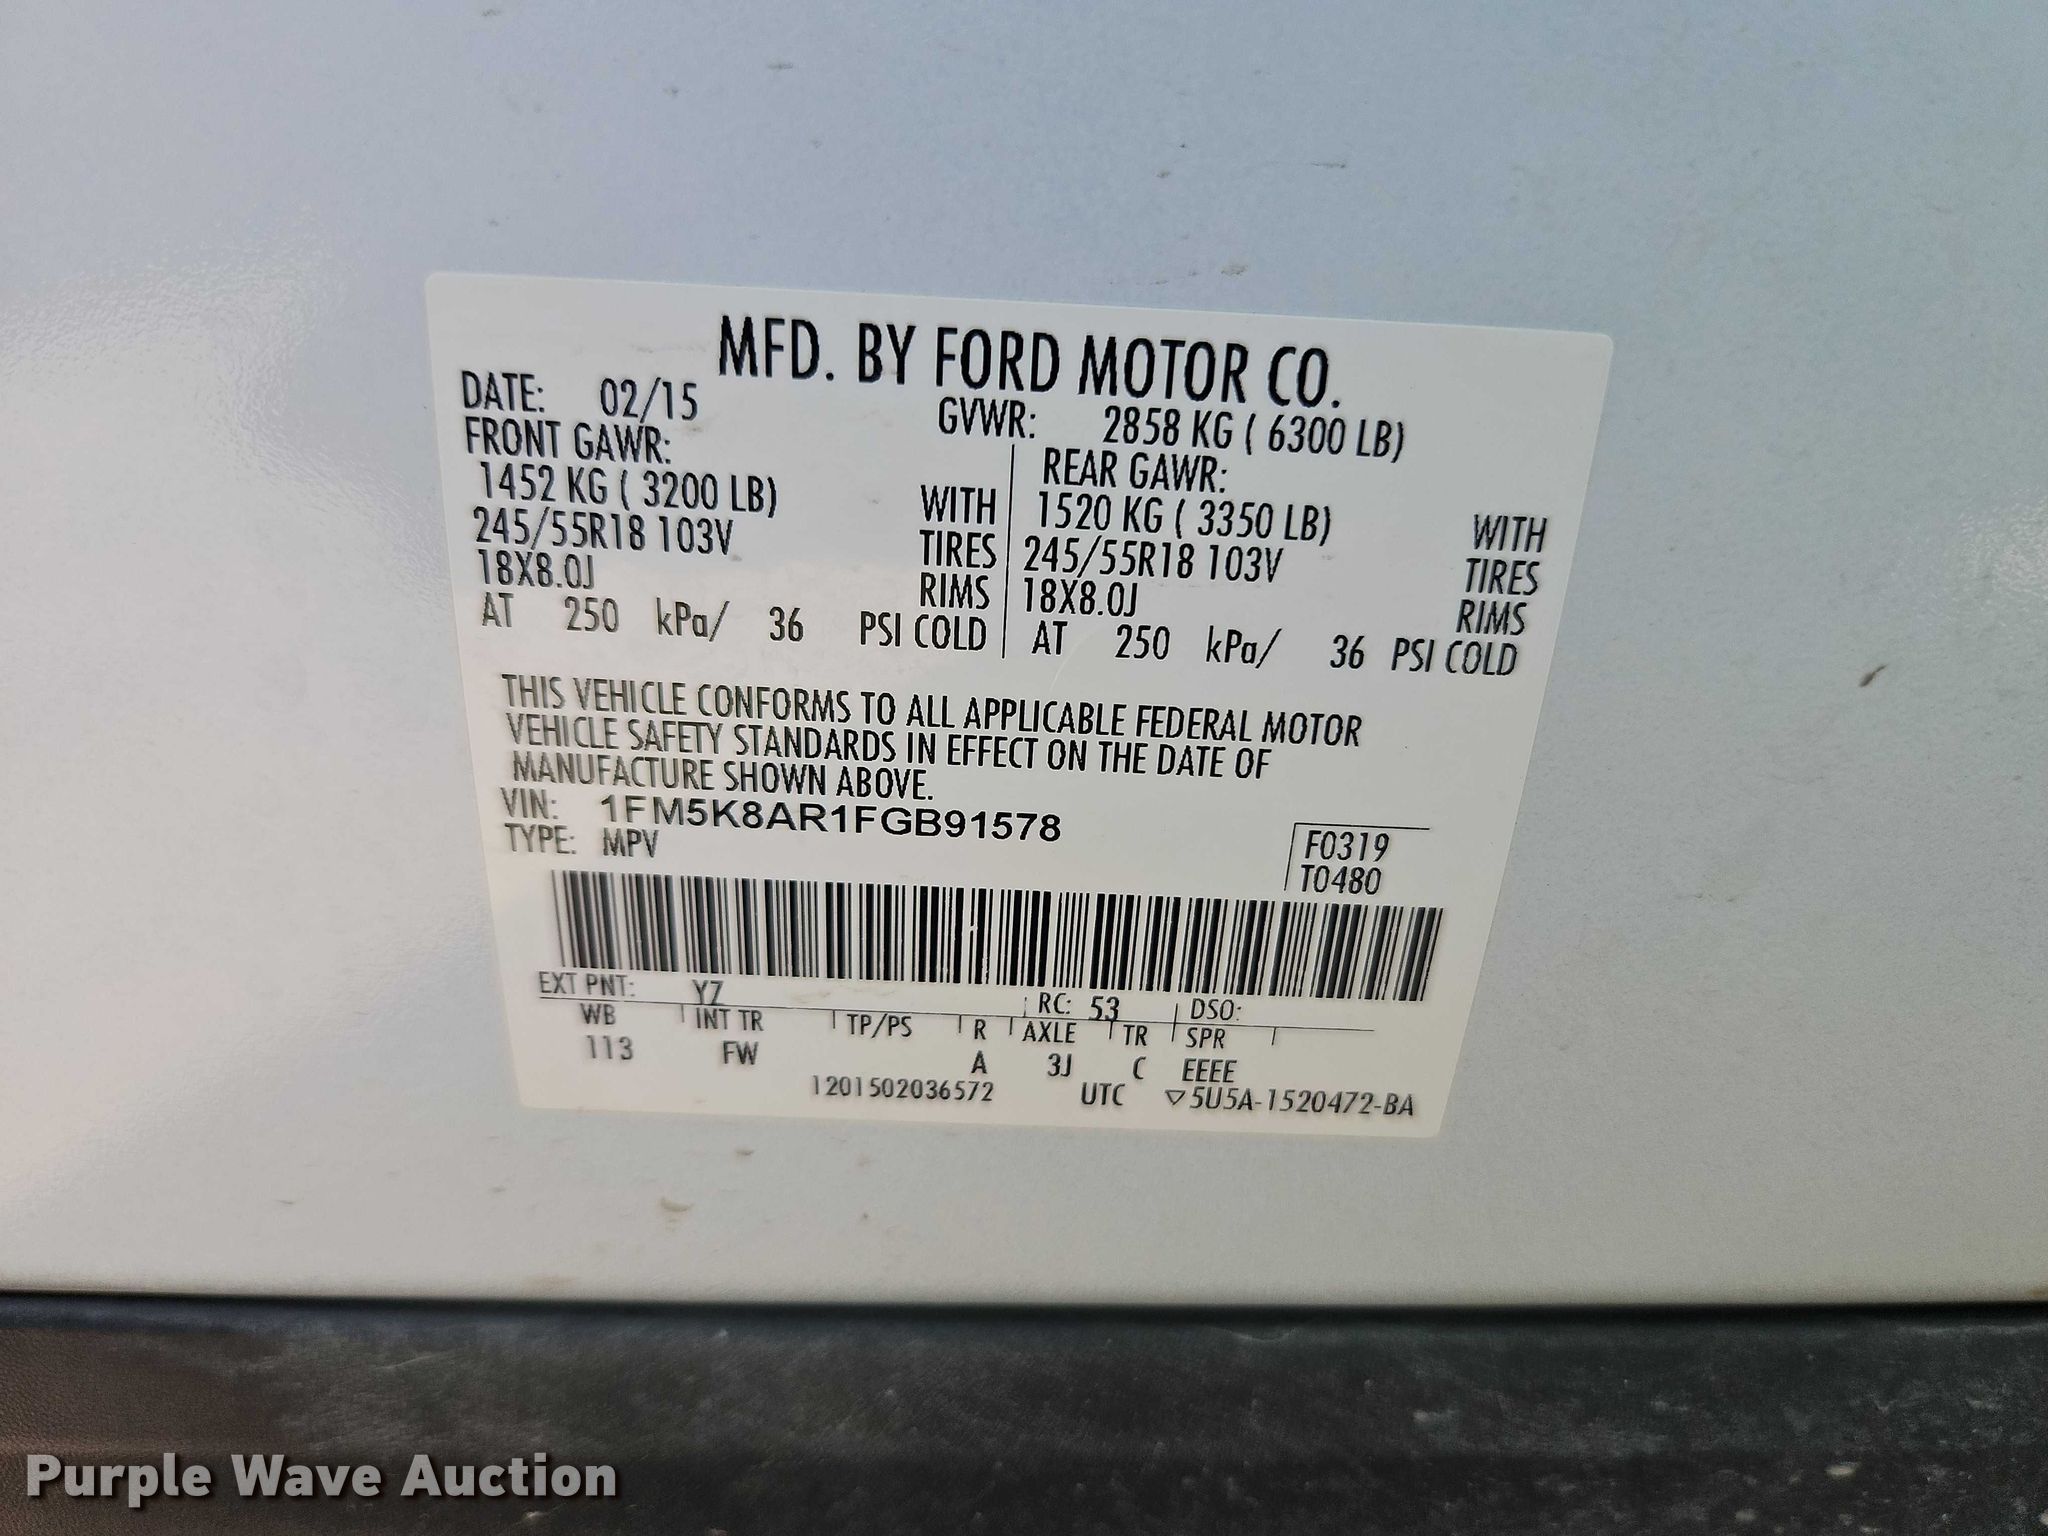 MFD. BY FORD MOTOR CO.
DATE: 02/15 GVWR: 2858 KG ( 6300 LB)
FRONT GAWR: REAR GAWR:
1452 KG ( 3200 LB) WITH 1520 KG ( 3350 LB) WITH
245/55R18 103V TIRES 245/55R18 103V TIRES
18X8.0J RIMS 18X8.0J RIMS
AT 250 kPa/ 36 PSI COLD AT 250 kPa/ 36 PSI COLD
THIS VEHICLE CONFORMS TO ALL APPLICABLE FEDERAL MOTOR
VEHICLE SAFETY STANDARDS IN EFFECT ON THE DATE OF
MANUFACTURE SHOWN ABOVE.
VIN: 1FM5K8AR1FGB91578
TYPE: MPV
F0319
T0480
EXT PNT: YZ RC: 53 DSO:
WB INT TR TP/PS R AXLE TR SPR
113 FW A 3J C EEEE
1201502036572 UTC ▽5U5A-1520472-BA
Purple Wave Auction